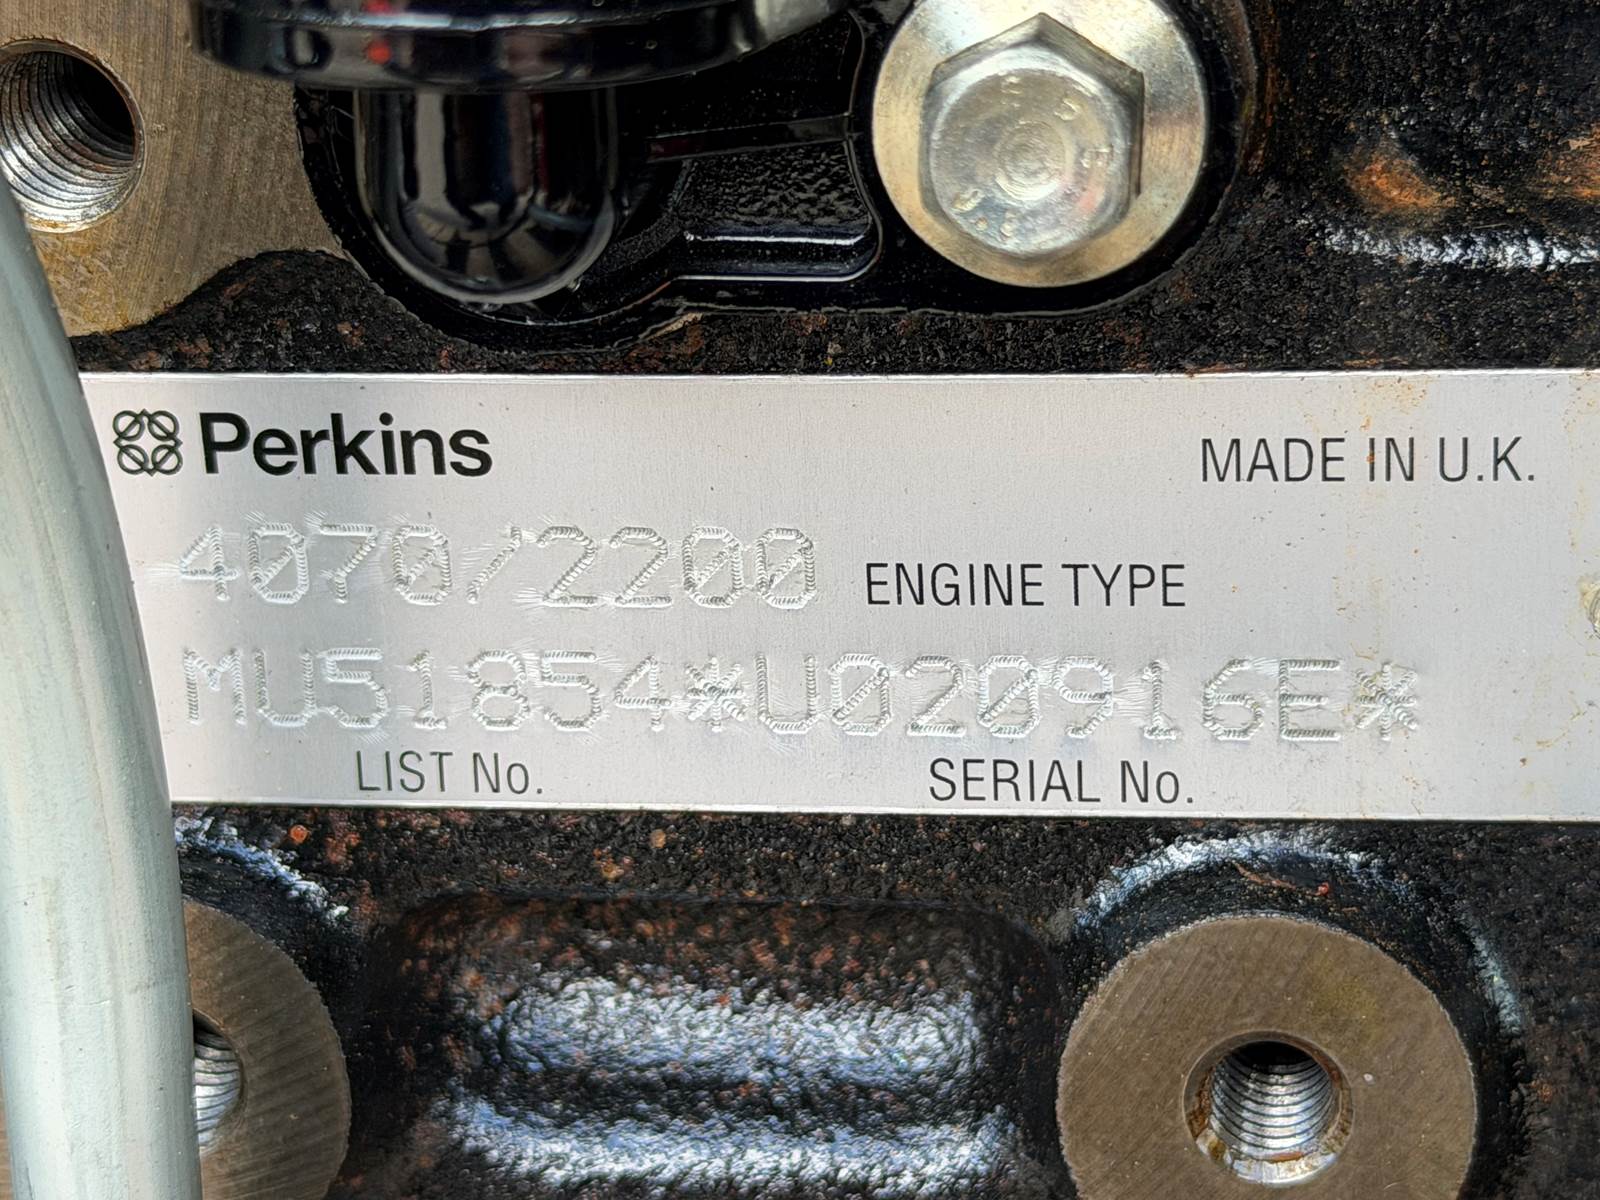 Perkins
MADE IN U.K.
4070/2200 ENGINE TYPE
MU51854*U020916E*
LIST No. SERIAL No.